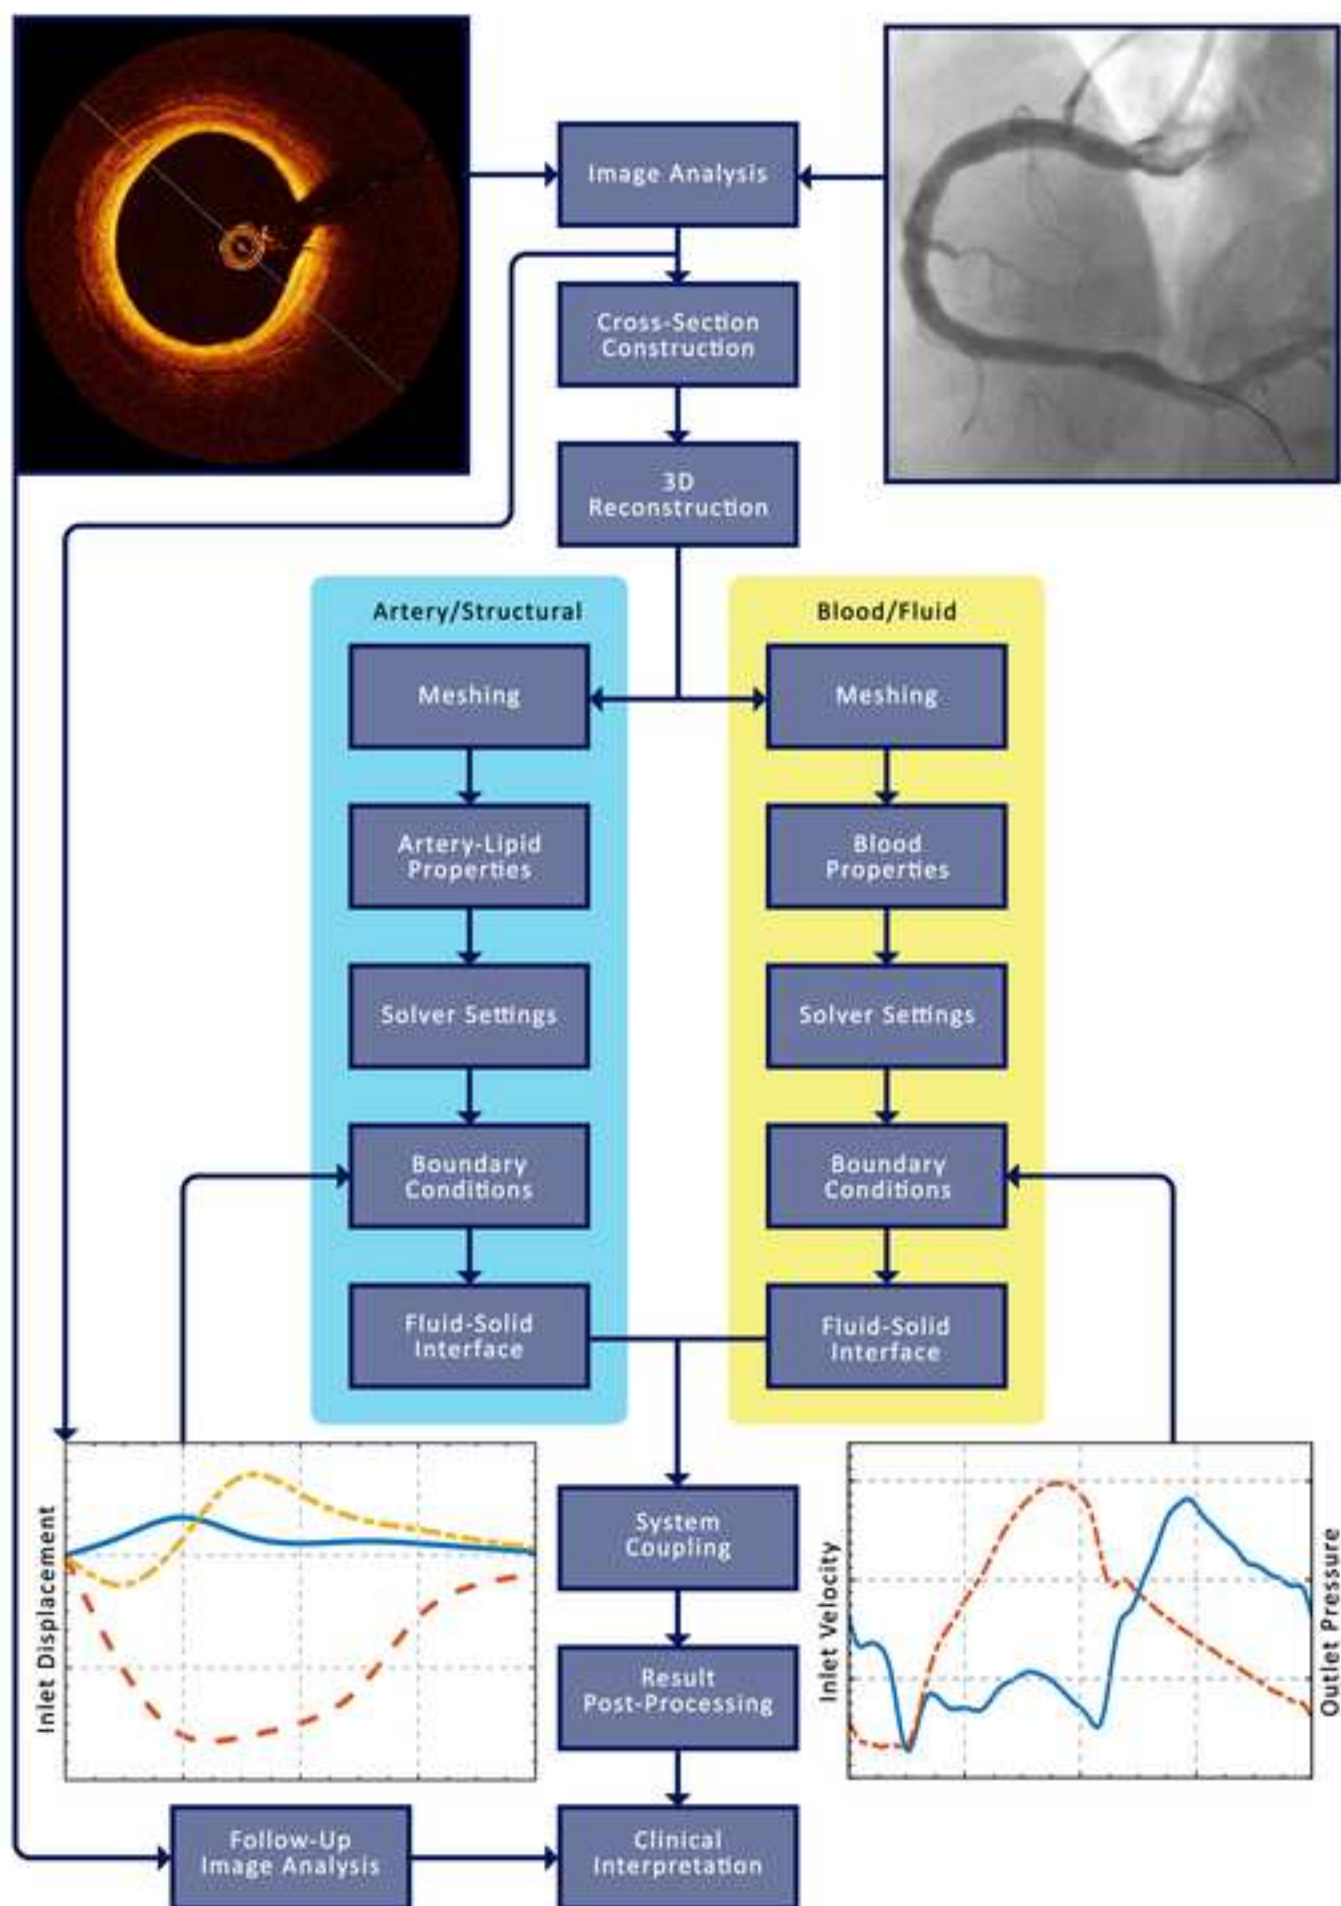 Image Analysis
Cross-Section
Construction
3D
Reconstruction
Artery/Structural
Meshing
Artery-Lipid
Properties
Solver Settings
Boundary
Conditions
Fluid-Solid
Interface
Blood/Fluid
Meshing
Blood
Properties
Solver Settings
Boundary
Conditions
Fluid-Solid
Interface
Inlet Displacement
System
Coupling
Result
Post-Processing
Inlet Velocity
Outlet Pressure
Follow-Up
Image Analysis
Clinical
Interpretation